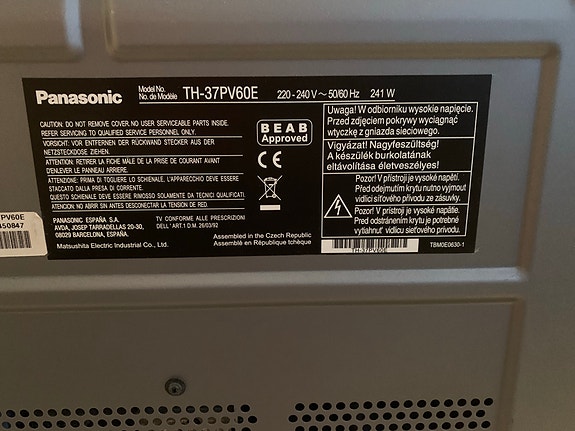 Panasonic
Model No.
No. de Modèle
TH-37PV60E
220 - 240 V ~ 50/60 Hz 241 W
CAUTION: DO NOT REMOVE COVER. NO USER SERVICEABLE PARTS INSIDE.
REFER SERVICING TO QUALIFIED SERVICE PERSONNEL ONLY.
VORSICHT: VOR ENTFERNEN DER RÜCKWAND STECKER AUS DER
NETZSTECKDOSE ZIEHEN.
ATTENTION: RETIRER LA FICHE MÂLE DE LA PRISE DE COURANT AVANT
D'ENLEVER LE PANNEAU ARRIERE.
ATTENZIONE: PRIMA DI TOGLIERE LO SCHIENALE, L'APPARECCHIO DEVE ESSERE
STACCATO DALLA PRESA DI CORRENTE.
QUESTO SCHIENALE DEVE ESSERE RIMOSSO SOLAMENTE DA TECNICI QUALIFICATI.
ATENCION: NO ABRIR SIN ANTES DESCONECTAR LA TENSION DE RED.
PANASONIC ESPAÑA S.A.
AVDA, JOSEP TARRADELLAS 20-30,
08029 BARCELONA, ESPAÑA.
Matsushita Electric Industrial Co., Ltd.
TV CONFORME ALLE PRESCRIZIONI
DELL' ART.1 D.M. 26/03/92
BEAB
Approved
CE
Assembled in the Czech Republic
Assemblé en République tchèque
Uwaga! W odbiorniku wysokie napięcie.
Przed zdjęciem pokrywy wyciągnąć
wtyczkę z gniazda sieciowego.
Vigyázat! Nagyfeszültség!
A készülék burkolatának
eltávolítása életveszélyes!
Pozor! V přístroji je vysoké napětí.
Před odejmutím krytu nutno vyjmout
vidlici síťového přívodu ze zásuvky.
Pozor! V prístroji je vysoké napätie.
Pred odstránením krytu je potrebné
vytiahnuť vidlicu sieťového prívodu.
TH-37PV60E
TBM0E0630-1
PV60E
450847